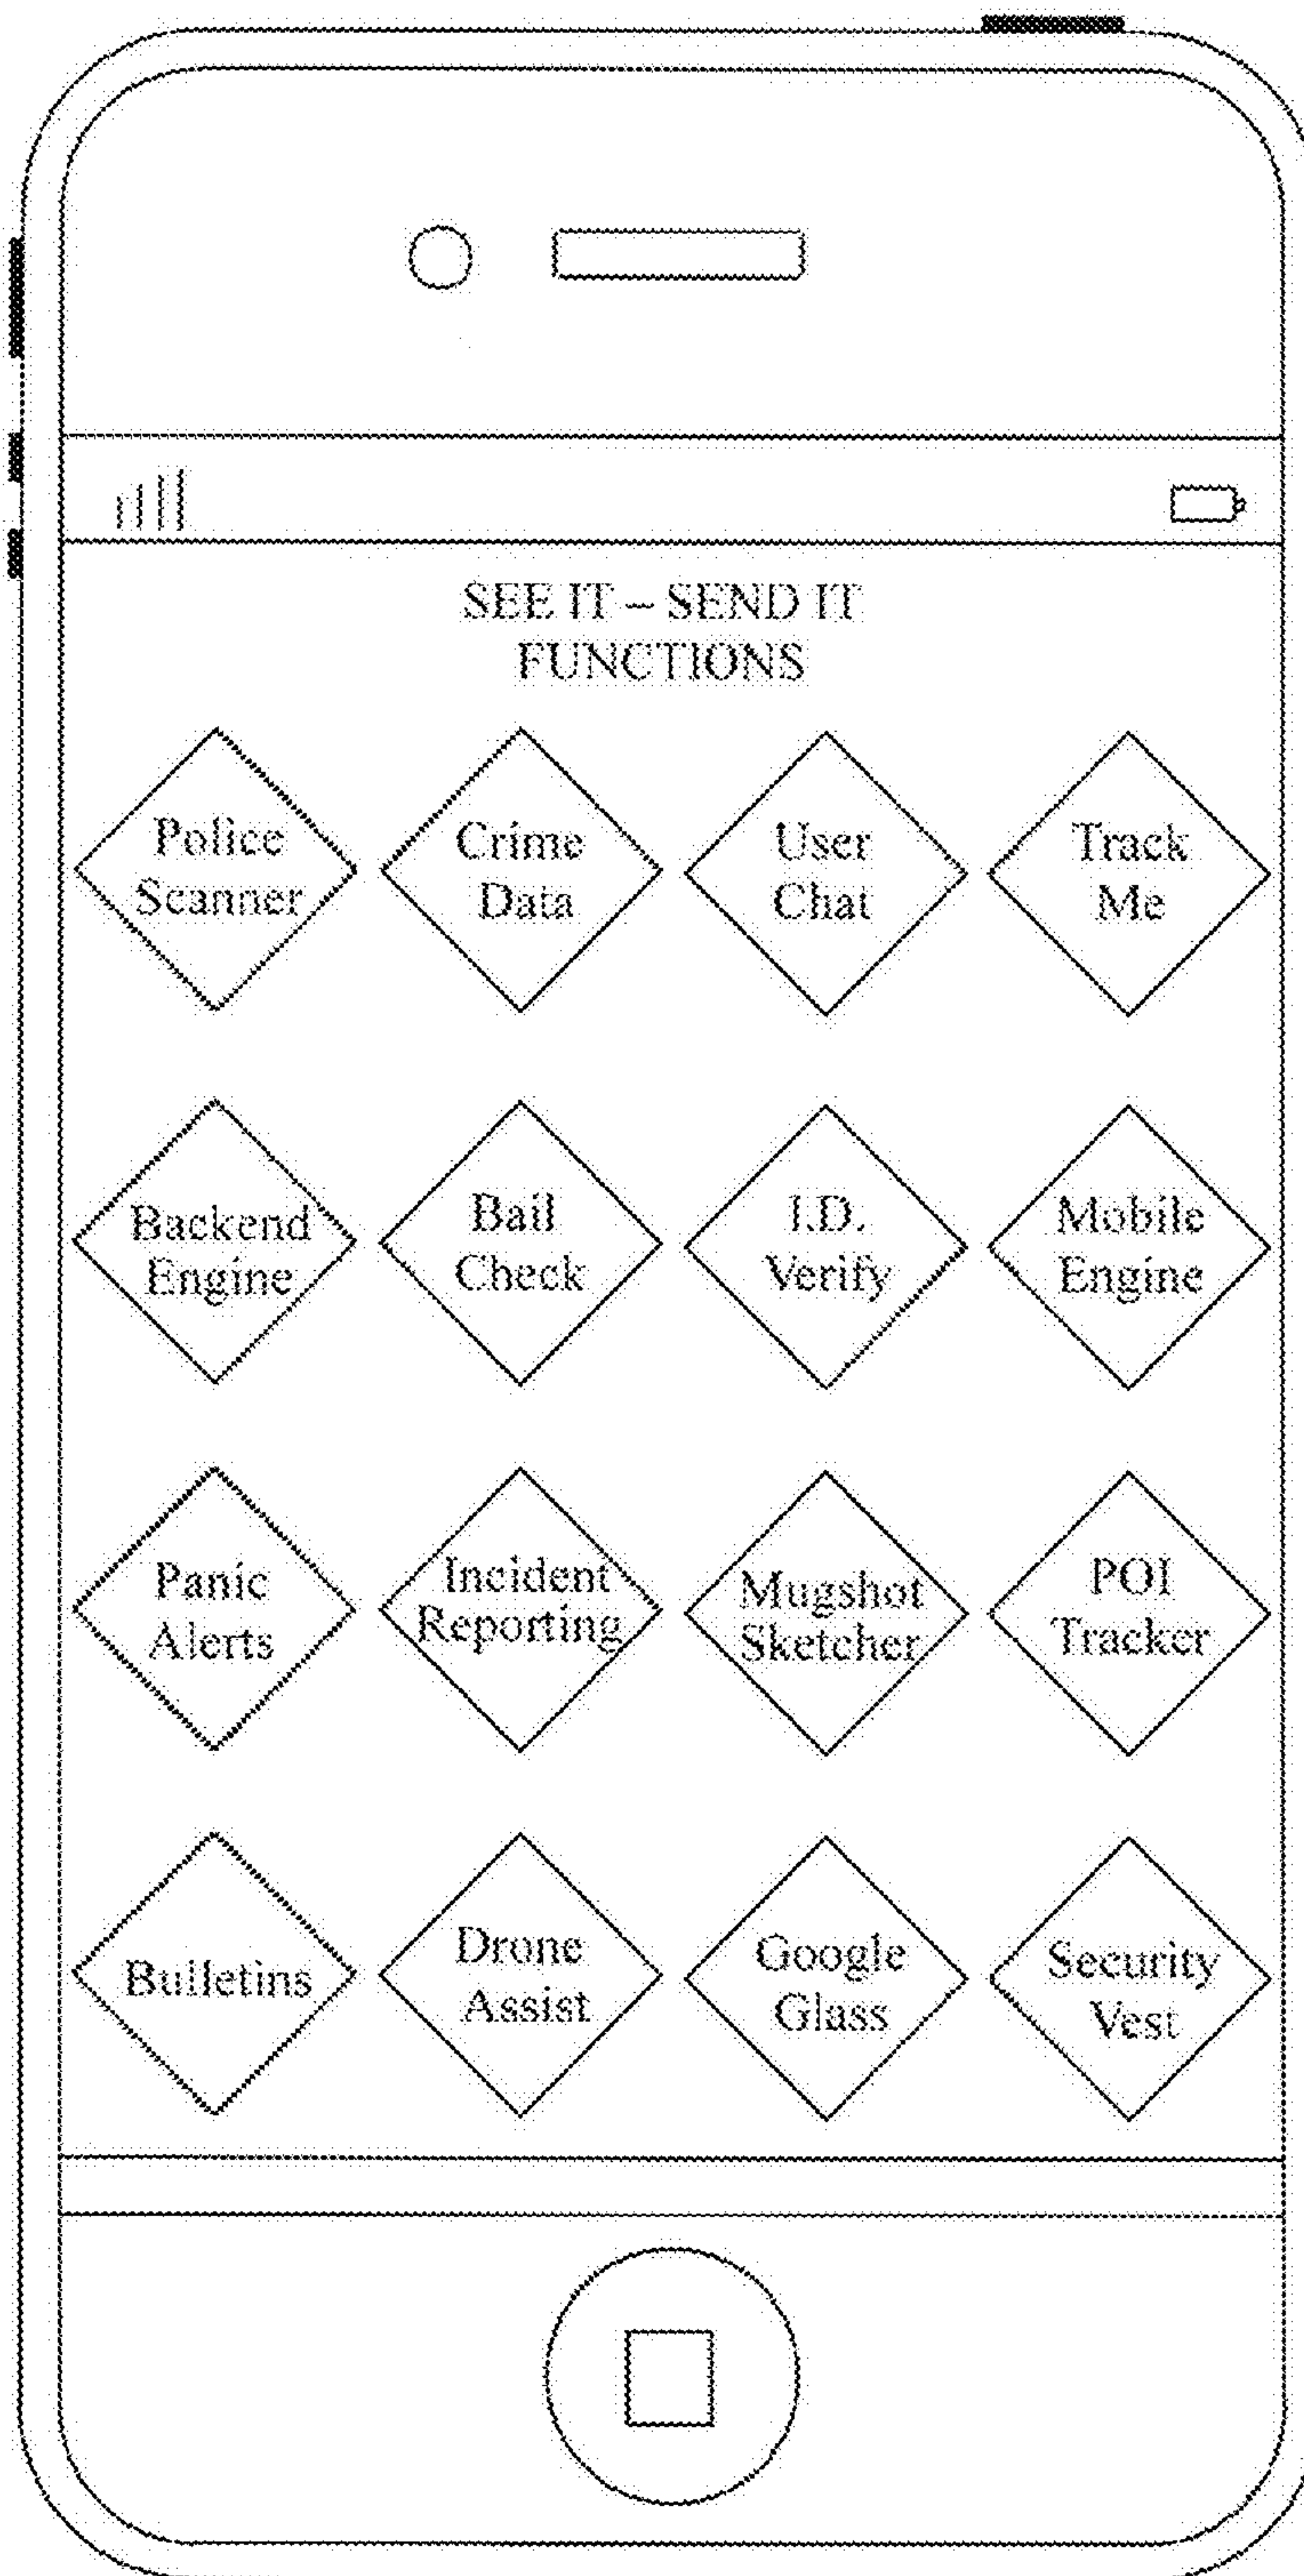 SEE IT – SEND IT
FUNCTIONS
Police
Scanner
Crime
Data
User
Chat
Track
Me
Backend
Engine
Bail
Check
I.D.
Verify
Mobile
Engine
Panic
Alerts
Incident
Reporting
Mugshot
Sketcher
POI
Tracker
Bulletins
Drone
Assist
Google
Glass
Security
Vest